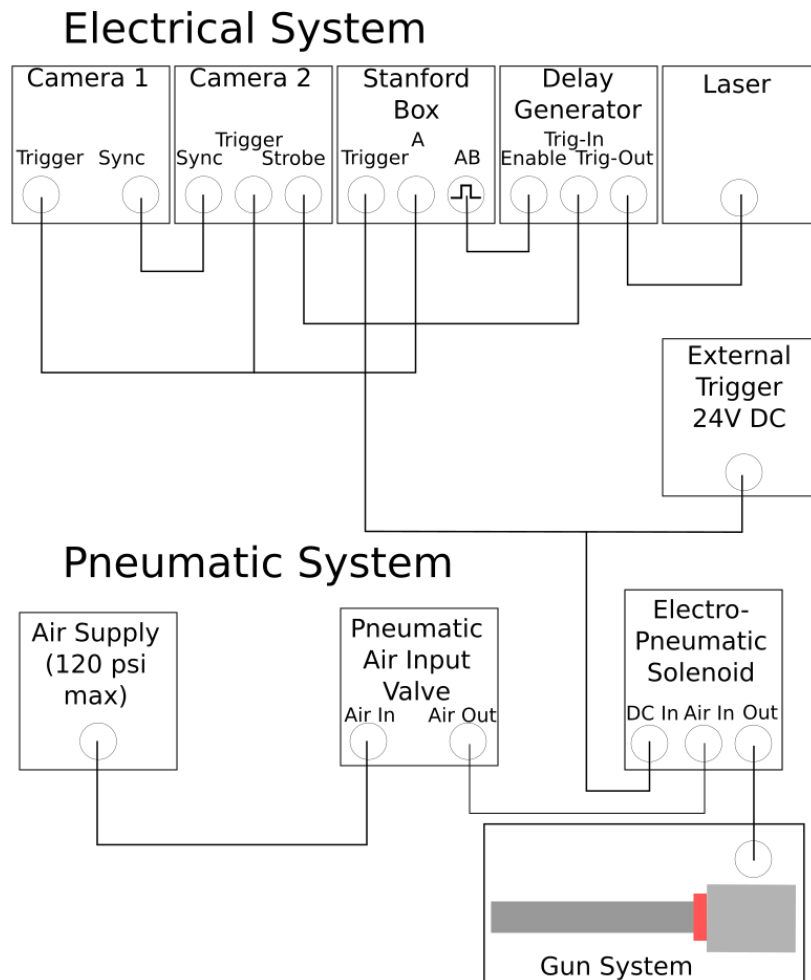 Electrical System
Camera 1
Trigger Sync
Camera 2
Trigger
Sync Strobe
Stanford
Box
A
Trigger AB
Delay
Generator
Trig-In
Enable Trig-Out
Laser
External
Trigger
24V DC
Pneumatic System
Air Supply
(120 psi
max)
Pneumatic
Air Input
Valve
Air In Air Out
Electro-
Pneumatic
Solenoid
DC In Air In Out
Gun System